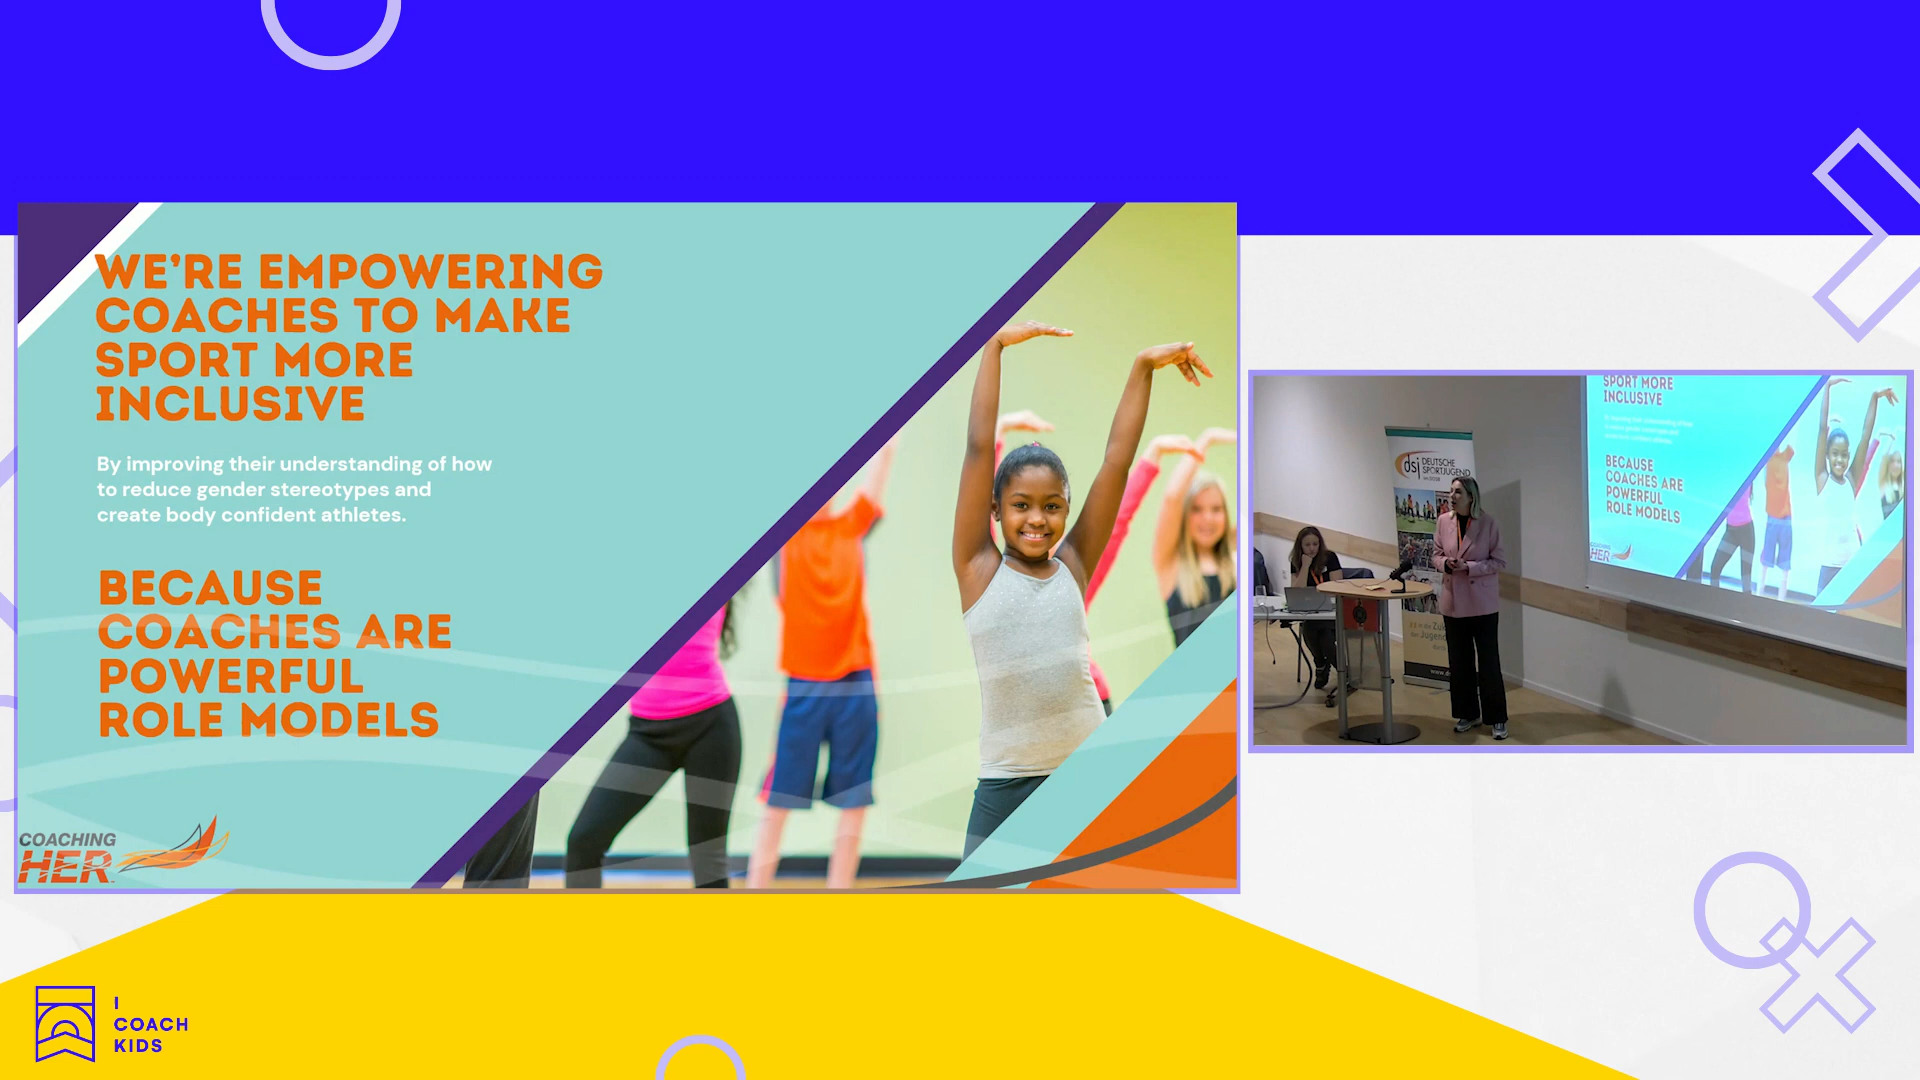 WE'RE EMPOWERING
COACHES TO MAKE
SPORT MORE
INCLUSIVE
By improving their understanding of how
to reduce gender stereotypes and
create body confident athletes.
BECAUSE
COACHES ARE
POWERFUL
ROLE MODELS
COACHING
HER
SPORT MORE
INCLUSIVE
BECAUSE
COACHES ARE
POWERFUL
ROLE MODELS
HER
dsj DEUTSCHE
SPORTJUGEND
I
COACH
KIDS